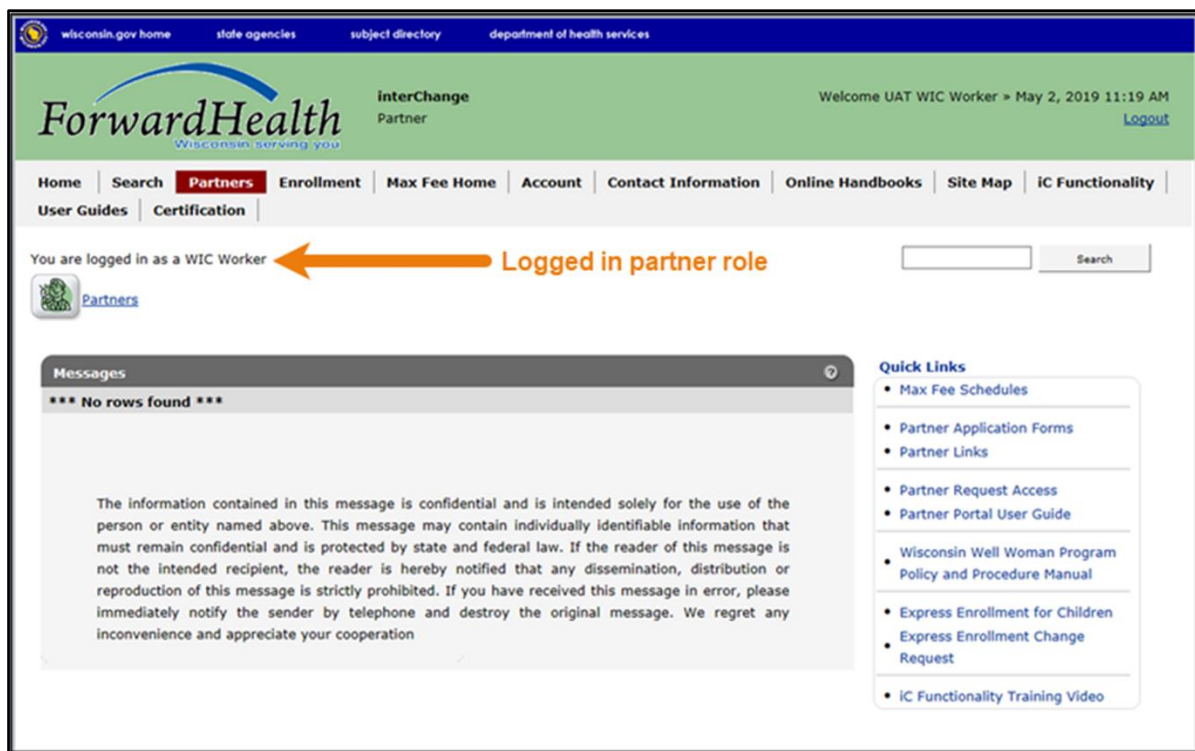 wisconsin.gov home state agencies subject directory department of health services
ForwardHealth
Wisconsin serving you
interChange
Partner
Welcome UAT WIC Worker » May 2, 2019 11:19 AM
Logout
Home Search Partners Enrollment Max Fee Home Account Contact Information Online Handbooks Site Map iC Functionality
User Guides Certification
You are logged in as a WIC Worker
Logged in partner role
Search
Partners
Messages
?
*** No rows found ***
The information contained in this message is confidential and is intended solely for the use of the
person or entity named above. This message may contain individually identifiable information that
must remain confidential and is protected by state and federal law. If the reader of this message is
not the intended recipient, the reader is hereby notified that any dissemination, distribution or
reproduction of this message is strictly prohibited. If you have received this message in error, please
immediately notify the sender by telephone and destroy the original message. We regret any
inconvenience and appreciate your cooperation
Quick Links
Max Fee Schedules
Partner Application Forms
Partner Links
Partner Request Access
Partner Portal User Guide
Wisconsin Well Woman Program
Policy and Procedure Manual
Express Enrollment for Children
Express Enrollment Change
Request
iC Functionality Training Video